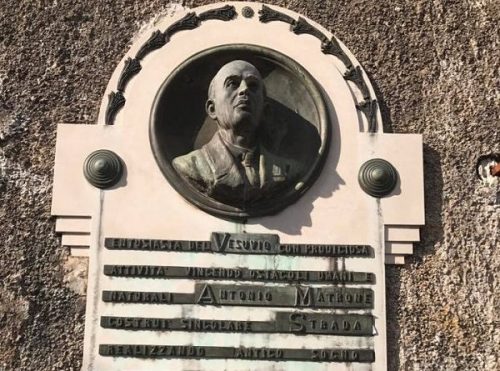 ENTUSIASTA DEL VESUVIO CON PRODIGIOSA
ATTIVITÀ VINCENDO OSTACOLI UMANI E
NATURALI ANTONIO MATRONE
COSTRUÌ SINGOLARE STRADA
REALIZZANDO ANTICO SOGNO